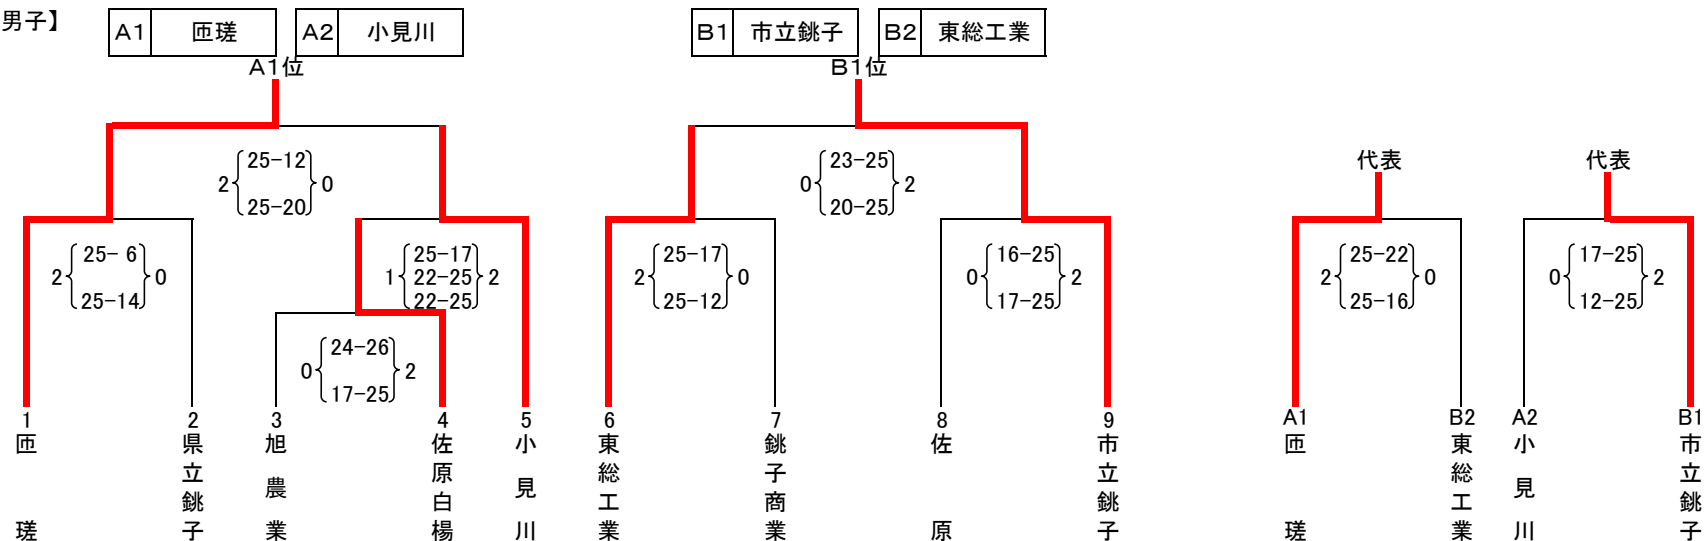 男子】
A1 匝瑳 A2 小見川 B1 市立銚子 B2 東総工業
A1位 B1位
代表 代表
25-12 23-25
2 0 0 2
25-20 20-25
25- 6 25-17 25-17 16-25 25-22 17-25
2 0 1 22-25 2 2 0 0 2 2 0 0 2
25-14 22-25 25-12 17-25 25-16 12-25
24-26
0 2
17-25
1 2 3 4 5 6 7 8 9 A1 B2 A2 B1
匝瑳 県立銚子 旭農業 佐原白楊 小見川 東総工業 銚子商業 佐原 市立銚子 匝瑳 東総工業 小見川 市立銚子